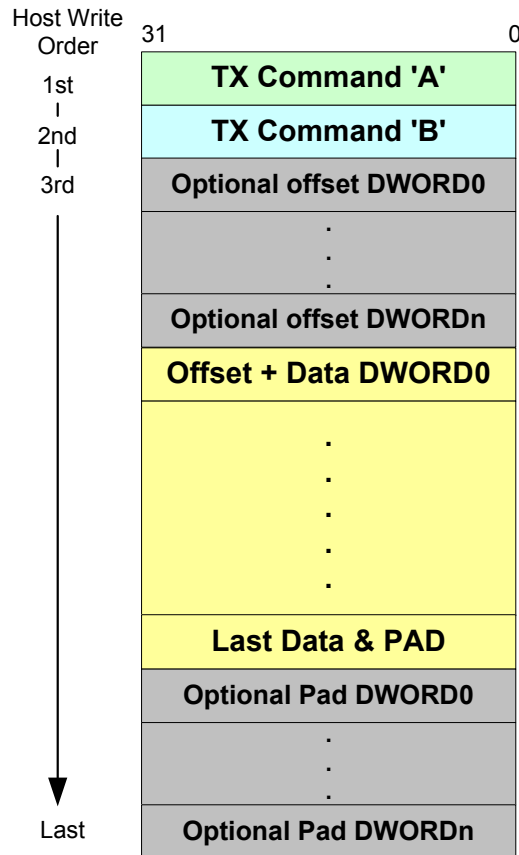 Host Write
Order
31 0
1st
TX Command 'A'
2nd
TX Command 'B'
3rd
Optional offset DWORD0
.
.
.
Optional offset DWORDn
Offset + Data DWORD0
.
.
.
.
.
Last Data & PAD
Optional Pad DWORD0
.
.
.
Last
Optional Pad DWORDn